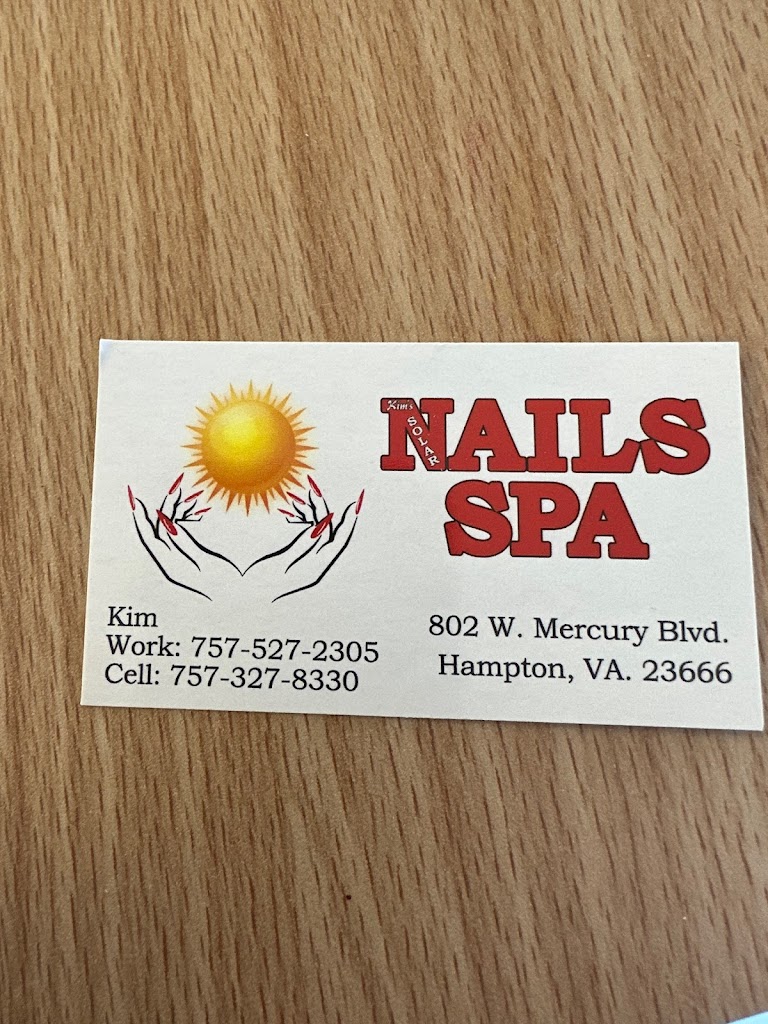 Kim's
SOLAR
NAILS
SPA
Kim
Work: 757-527-2305
Cell: 757-327-8330
802 W. Mercury Blvd.
Hampton, VA. 23666